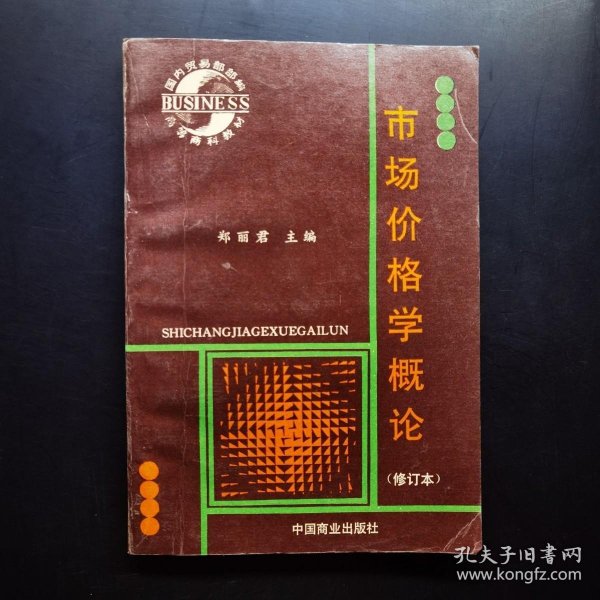 国内贸易部部编
BUSINESS
高等商科教材
市场价格学概论
(修订本)
郑丽君 主编
SHICHANGJIAGEXUEGAILUN
中国商业出版社
孔夫子旧书网
www.kongfz.com